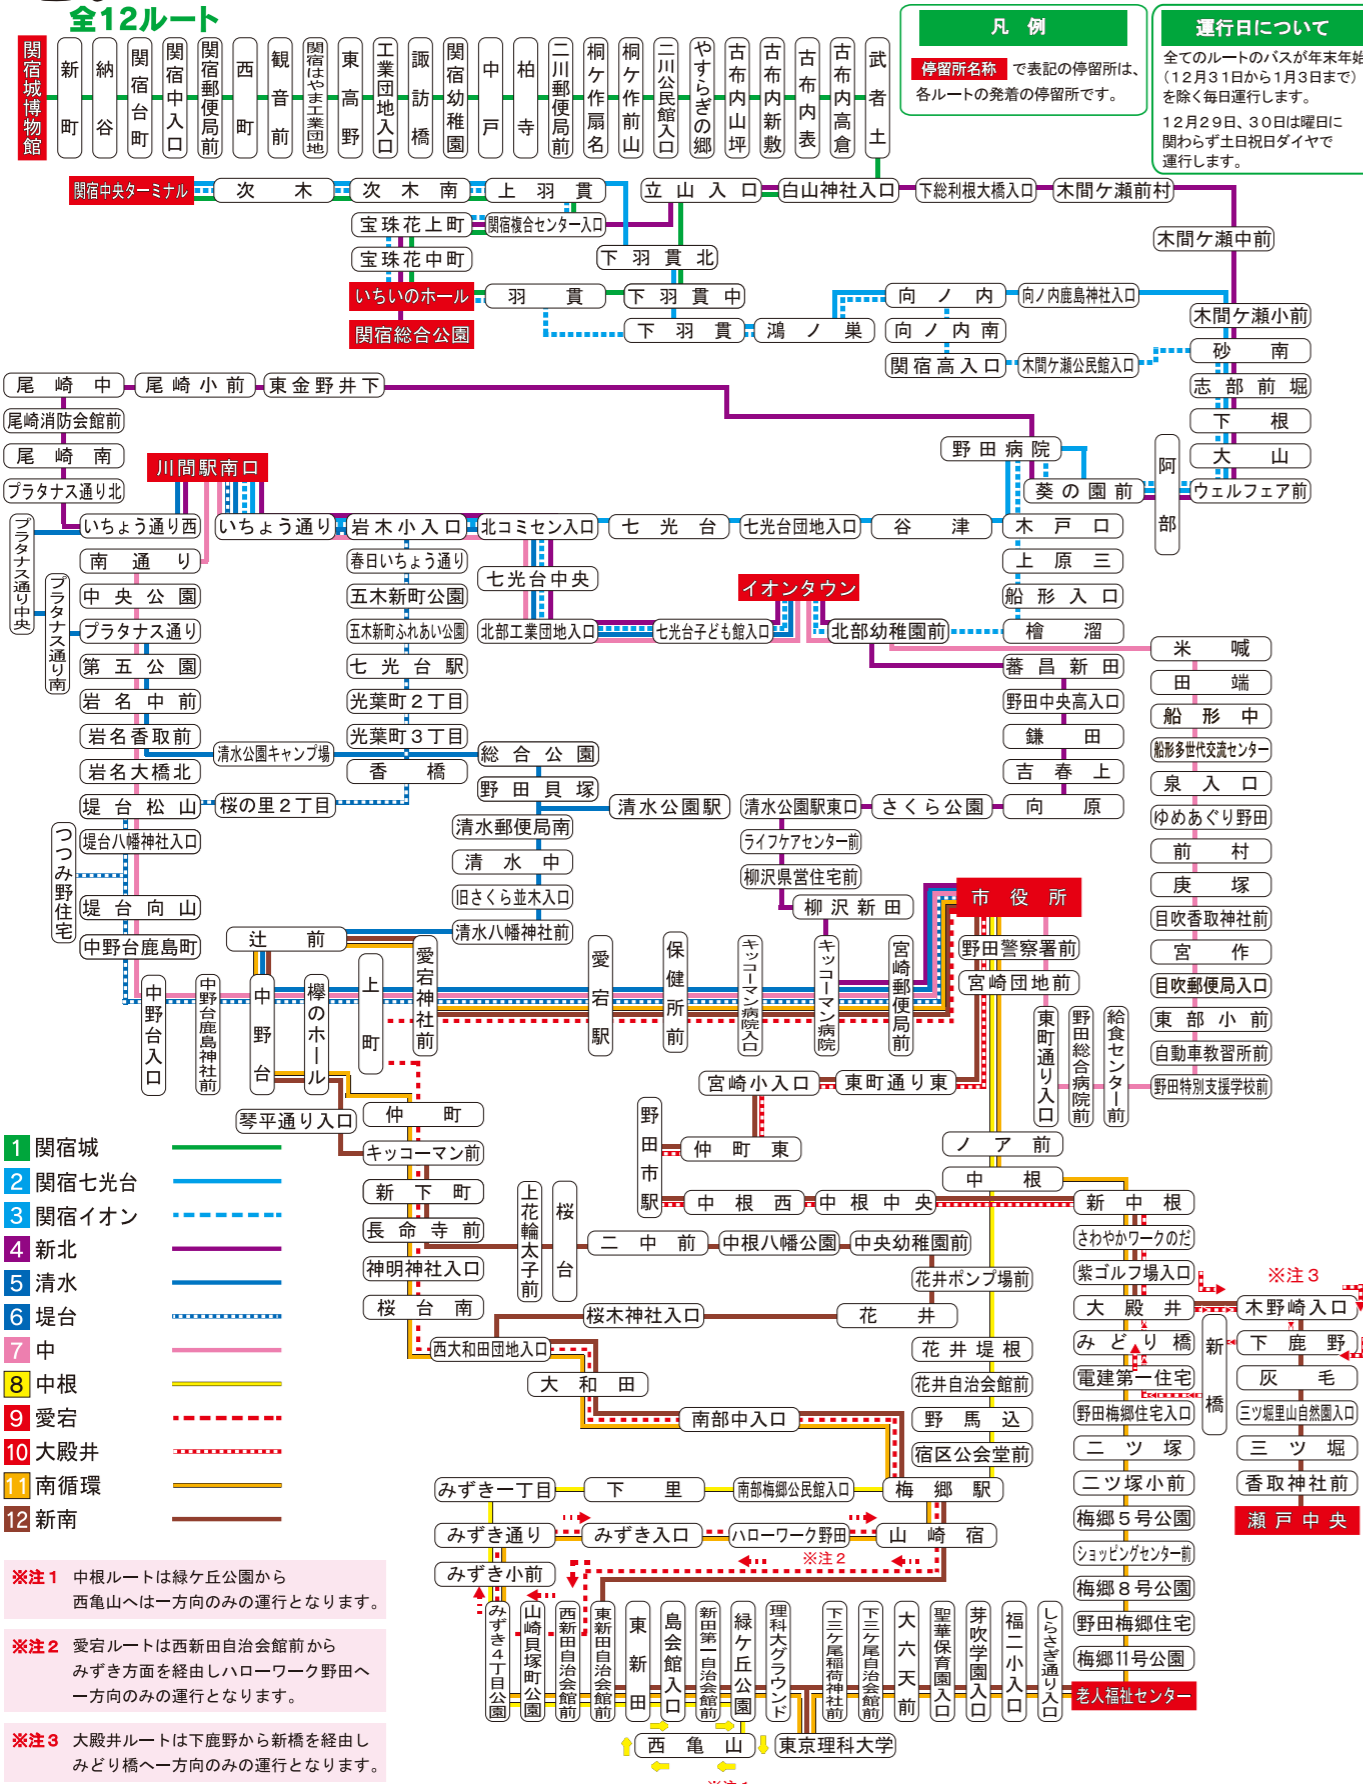 全12ルート
凡 例
停留所名称 で表記の停留所は、
各ルートの発着の停留所です。
運行日について
全てのルートのバスが年末年始
(12月31日から1月3日まで)
を除く毎日運行します。
12月29日、30日は曜日に
関わらず土日祝日ダイヤで
運行します。
関宿城博物館
新町
納谷
関宿台町
関宿中入口
関宿郵便局前
西町
観音前
関宿はやま工業団地
東高野
工業団地入口
諏訪橋
関宿幼稚園
中戸
柏寺
二川郵便局前
桐ケ作扇名
桐ケ作前山
二川公民館入口
やすらぎの郷
古布内山坪
古布内新敷
古布内表
古布内高倉
武者土
関宿中央ターミナル
次木
次木南
上羽貫
立山入口
白山神社入口
下総利根大橋入口
木間ケ瀬前村
宝珠花上町
関宿複合センター入口
木間ケ瀬中前
宝珠花中町
下羽貫北
いちいのホール
羽貫
下羽貫中
向ノ内
向ノ内鹿島神社入口
木間ケ瀬小前
関宿総合公園
下羽貫
鴻ノ巣
向ノ内南
砂南
関宿高入口
木間ケ瀬公民館入口
志部前堀
尾崎中
尾崎小前
東金野井下
下根
尾崎消防会館前
野田病院
阿部
大山
尾崎南
川間駅南口
葵の園前
ウェルフェア前
プラタナス通り北
いちょう通り西
いちょう通り
岩木小入口
北コミセン入口
七光台
七光台団地入口
谷津
木戸口
プラタナス通り中央
南通り
春日いちょう通り
上原三
プラタナス通り南
中央公園
五木新町公園
七光台中央
イオンタウン
船形入口
プラタナス通り
五木新町ふれあい公園
北部工業団地入口
七光台子ども館入口
北部幼稚園前
檜溜
米喊
第五公園
七光台駅
蕃昌新田
田端
岩名中前
光葉町2丁目
野田中央高入口
船形中
岩名香取前
清水公園キャンプ場
光葉町3丁目
総合公園
鎌田
船形多世代交流センター
岩名大橋北
香橋
野田貝塚
吉春上
泉入口
堤台松山
桜の里2丁目
清水公園駅
清水公園駅東口
さくら公園
向原
ゆめあぐり野田
つつみ野住宅
堤台八幡神社入口
清水郵便局南
ライフケアセンター前
前村
清水中
柳沢県営住宅前
庚塚
旧さくら並木入口
柳沢新田
市役所
目吹香取神社前
堤台向山
清水八幡神社前
宮作
中野台鹿島町
辻前
野田警察署前
目吹郵便局入口
宮崎団地前
東部小前
中野台入口
中野台鹿島神社前
中野台
欅のホール
上町
愛宕神社前
愛宕駅
保健所前
キッコーマン病院入口
キッコーマン病院
宮崎郵便局前
東町通り入口
野田総合病院前
給食センター前
自動車教習所前
野田特別支援学校前
宮崎小入口
東町通り東
琴平通り入口
仲町
野田市駅
仲町東
ノア前
キッコーマン前
中根
新下町
上花輪太子前
桜台
中根西
中根中央
新中根
長命寺前
二中前
中根八幡公園
中央幼稚園前
さわやかワークのだ
神明神社入口
花井ポンプ場前
紫ゴルフ場入口
※注3
桜台南
桜木神社入口
花井
大殿井
木野崎入口
西大和田団地入口
花井堤根
みどり橋
新橋
下鹿野
大和田
花井自治会館前
電建第一住宅
灰毛
南部中入口
野馬込
野田梅郷住宅入口
三ツ堀里山自然園入口
宿区公会堂前
二ツ塚
三ツ堀
みずき一丁目
下里
南部梅郷公民館入口
梅郷駅
二ツ塚小前
香取神社前
みずき通り
みずき入口
ハローワーク野田
山崎宿
梅郷5号公園
瀬戸中央
※注2
ショッピングセンター前
みずき小前
梅郷8号公園
野田梅郷住宅
梅郷11号公園
老人福祉センター
みずき4丁目公園
山崎貝塚町公園
西新田自治会館前
東新田自治会館前
東新田
島会館入口
新田第一自治会館前
緑ケ丘公園
理科大グラウンド
下三ケ尾稲荷神社前
下三ケ尾自治会館前
大六天前
聖華保育園入口
芽吹学園入口
福二小入口
しらさぎ通り入口
西亀山
東京理科大学
※注1
1 関宿城
2 関宿七光台
3 関宿イオン
4 新北
5 清水
6 堤台
7 中
8 中根
9 愛宕
10 大殿井
11 南循環
12 新南
※注1 中根ルートは緑ケ丘公園から
西亀山へは一方向のみの運行となります。
※注2 愛宕ルートは西新田自治会館前から
みずき方面を経由しハローワーク野田へ
一方向のみの運行となります。
※注3 大殿井ルートは下鹿野から新橋を経由し
みどり橋へ一方向のみの運行となります。